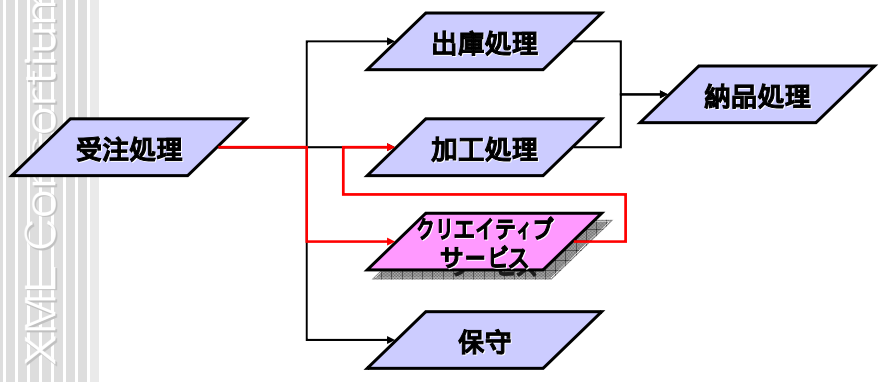 XML Consortium
受注処理
出庫処理
加工処理
クリエイティブ
サービス
保守
納品処理